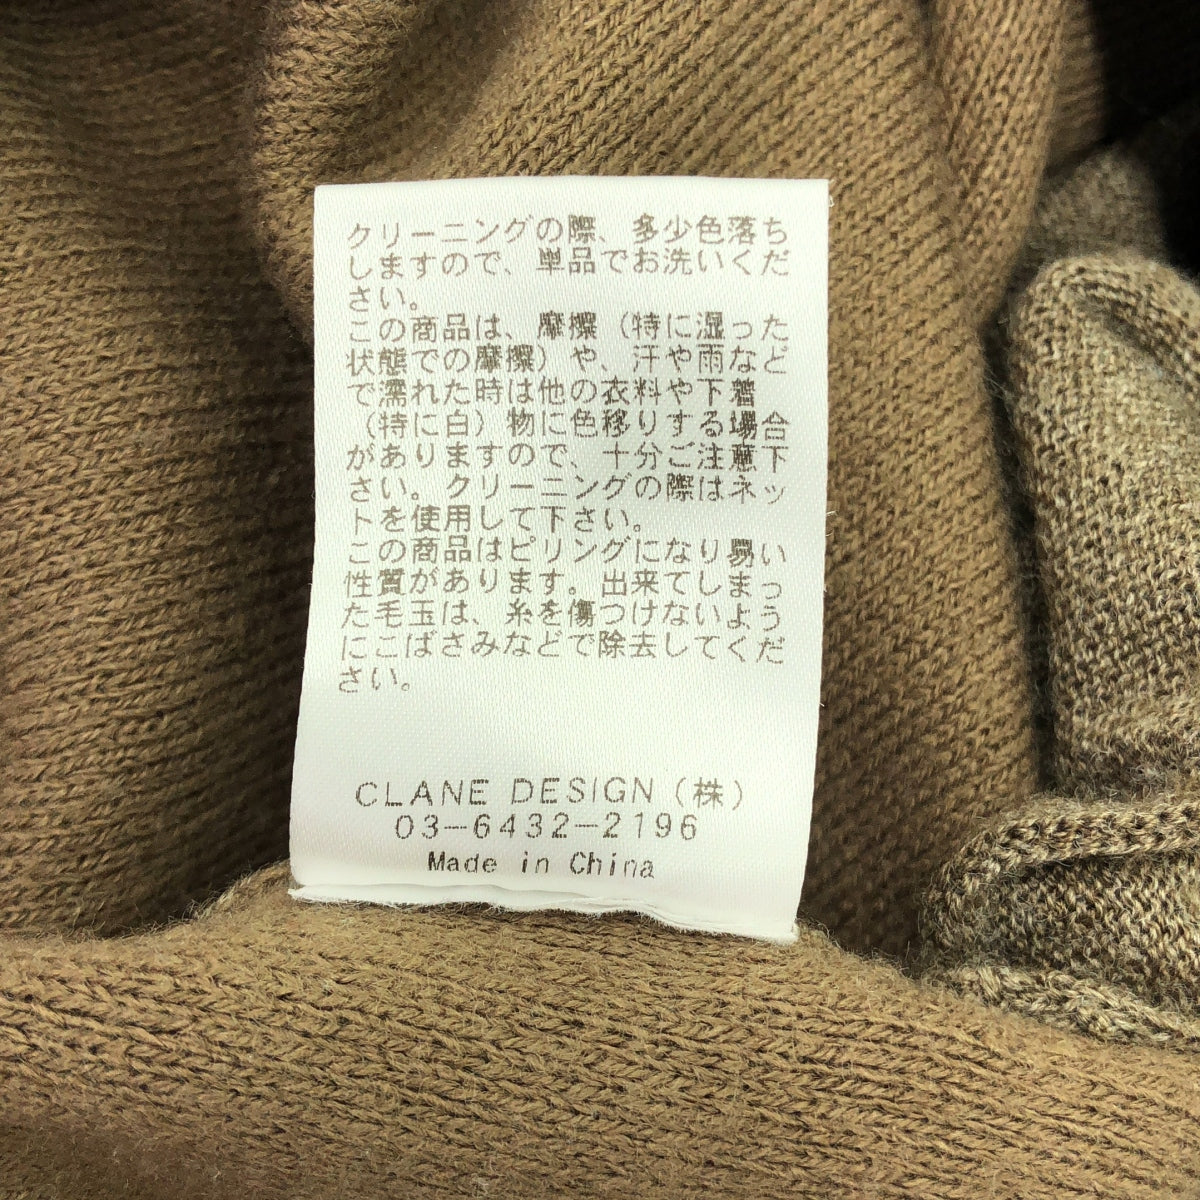 クリーニングの際、多少色落ち
しますので、単品でお洗いくだ
さい。
この商品は、摩擦（特に湿った
状態での摩擦）や、汗や雨など
で濡れた時は他の衣料や下着
（特に白）物に色移りする場合
がありますので、十分ご注意下
さい。クリーニングの際はネッ
トを使用して下さい。
この商品はピリングになり易い
性質があります。出来てしまっ
た毛玉は、糸を傷つけないよう
にこばさみなどで除去してくだ
さい。
CLANE DESIGN（株）
03-6432-2196
Made in China